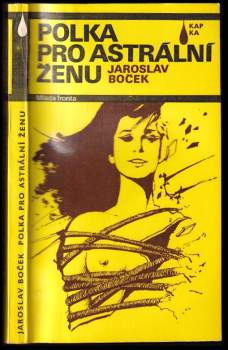 POLKA
PRO ASTRÁLNÍ
ŽENU
JAROSLAV
BOČEK
KAP
KA
Mladá fronta
JAROSLAV BOČEK POLKA PRO ASTRÁLNÍ ŽENU